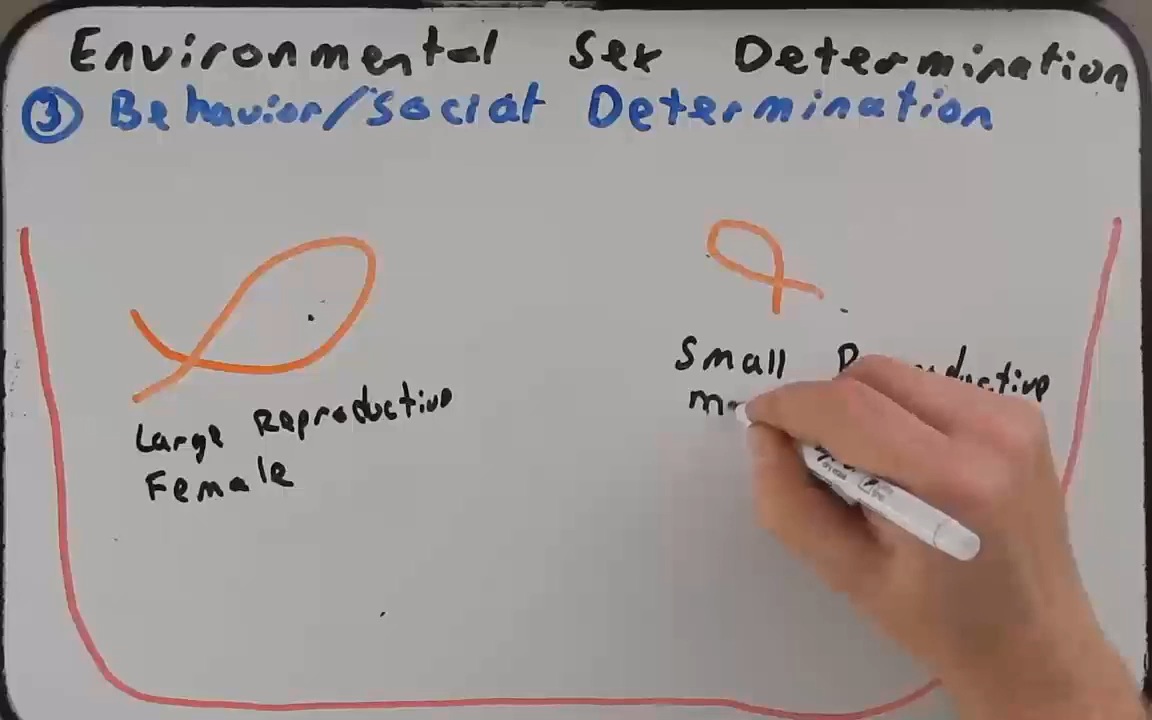 Environmental Sex Determination
③ Behavior/Social Determination
Large Reproductive
Female
Small